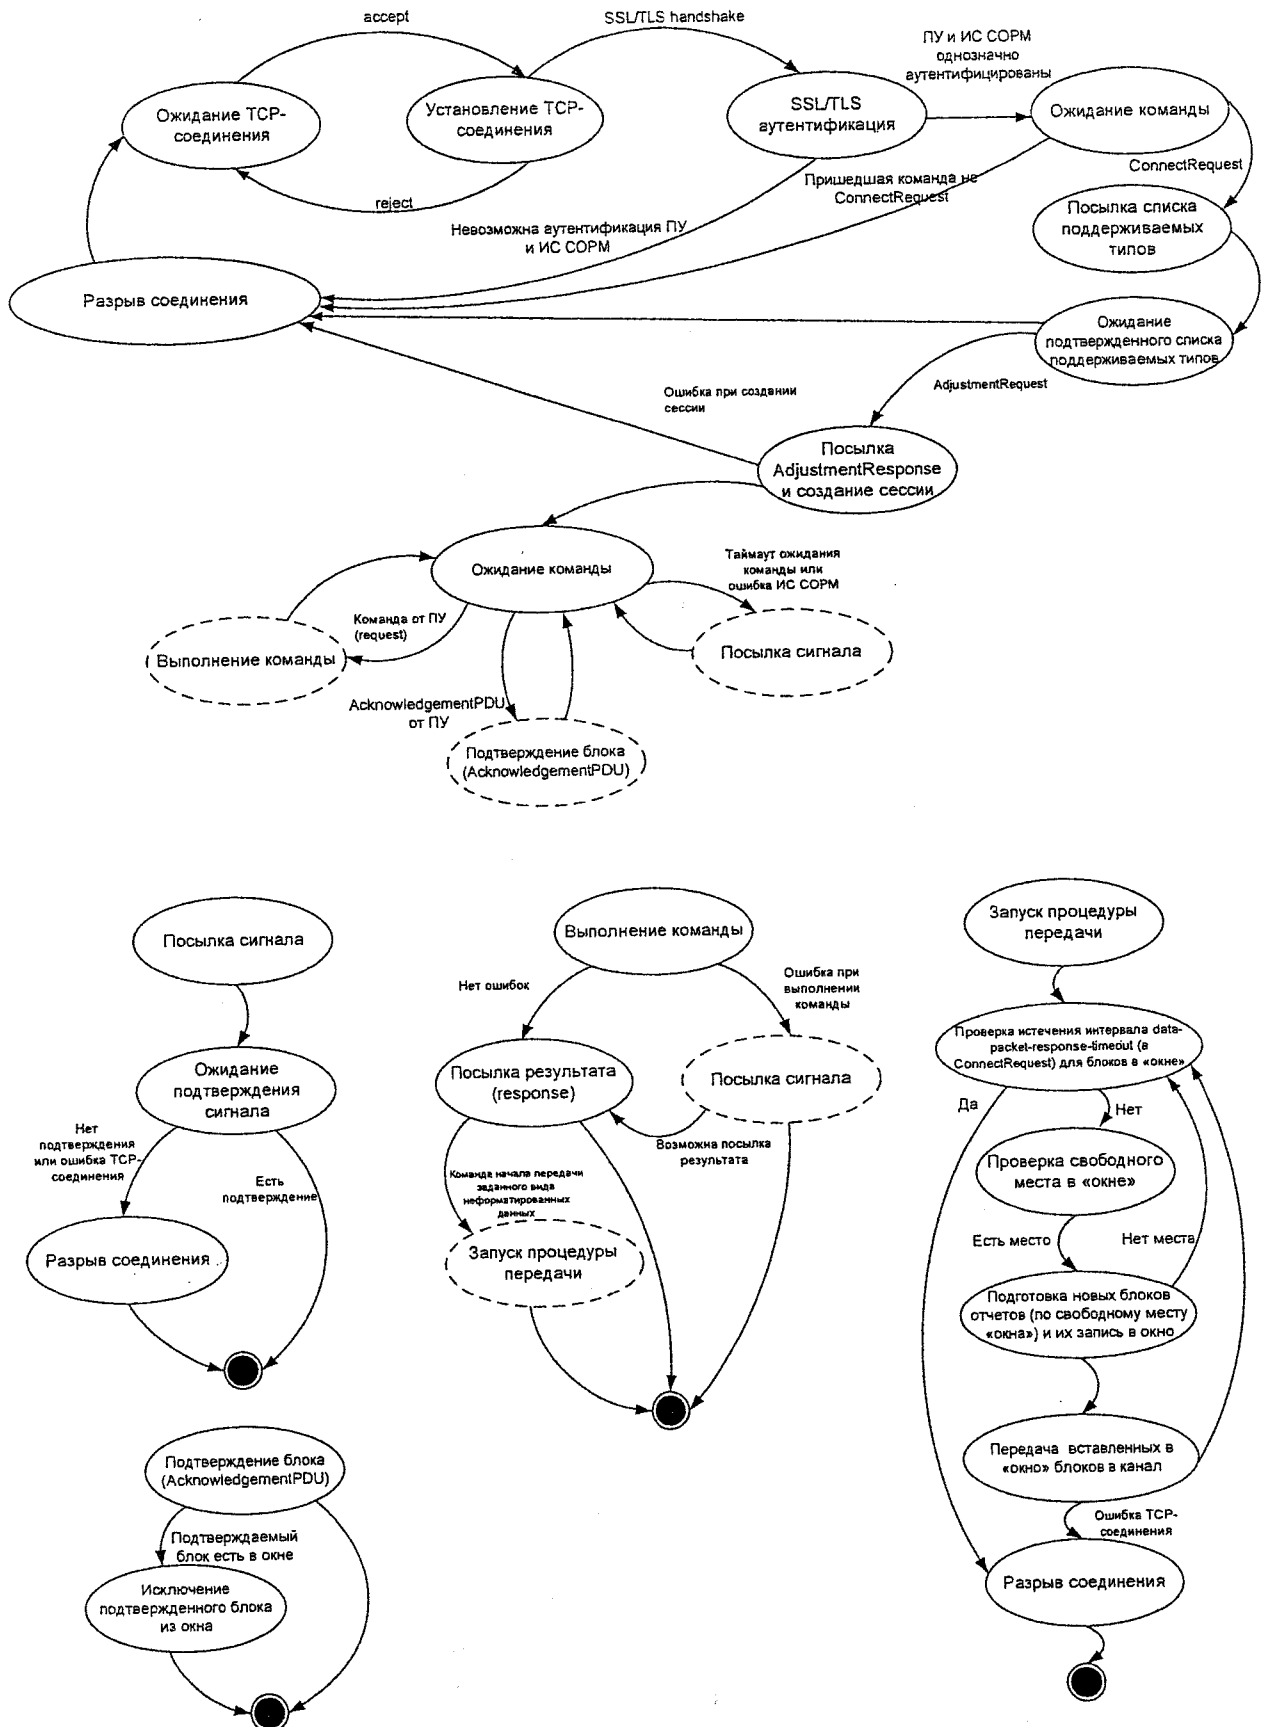 accept
SSL/TLS handshake
ПУ и ИС СОРМ
однозначно
аутентифицированы
Ожидание TCP-
соединения
Установление TCP-
соединения
SSL/TLS
аутентификация
Ожидание команды
ConnectRequest
reject
Пришедшая команда не
ConnectRequest
Невозможна аутентификация ПУ
и ИС СОРМ
Посылка списка
поддерживаемых
типов
Разрыв соединения
Ожидание
подтвержденного списка
поддерживаемых типов
AdjustmentRequest
Ошибка при создании
сессии
Посылка
AdjustmentResponse
и создание сессии
Ожидание команды
Таймаут ожидания
команды или
ошибка ИС СОРМ
Команда от ПУ
(request)
Выполнение команды
Посылка сигнала
AcknowledgementPDU
от ПУ
Подтверждение блока
(AcknowledgementPDU)
Посылка сигнала
Ожидание
подтверждения
сигнала
Нет
подтверждения
или ошибка TCP-
соединения
Есть
подтверждение
Разрыв соединения
Подтверждение блока
(AcknowledgementPDU)
Подтверждаемый
блок есть в окне
Исключение
подтвержденного блока
из окна
Выполнение команды
Нет ошибок
Ошибка при
выполнении
команды
Посылка результата
(response)
Посылка сигнала
Возможна посылка
результата
Команде начала передачи
заданного вида
неформатированных
данных
Запуск процедуры
передачи
Запуск процедуры
передачи
Проверка истечения интервала data-
packet-response-timeout (в
ConnectRequest) для блоков в «окне»
Да
Нет
Проверка свободного
места в «окне»
Есть место
Нет места
Подготовка новых блоков
отчетов (по свободному месту
«окна») и их запись в окно
Передача вставленных в
«окно» блоков в канал
Ошибка TCP-
соединения
Разрыв соединения